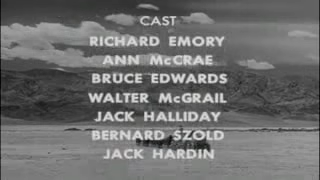 CAST
RICHARD EMORY
ANN McCRAE
BRUCE EDWARDS
WALTER McGRAIL
JACK HALLIDAY
BERNARD SZOLD
JACK HARDIN